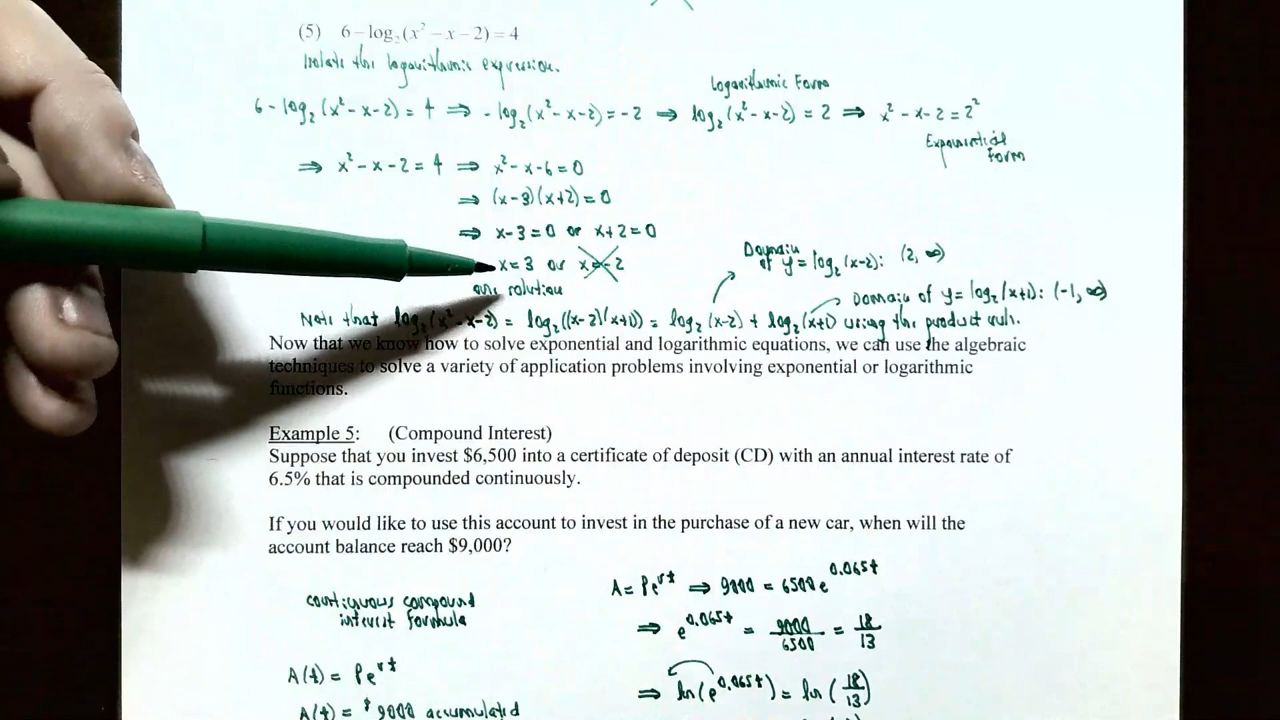 (5) 6 − log₂(x² − x − 2) = 4
Isolate the logarithmic expression.
Logarithmic Form
6 - log₂(x² - x - 2) = 4 ⟹ - log₂(x² - x - 2) = -2 ⟹ log₂(x² - x - 2) = 2 ⟹ x² - x - 2 = 2²
Exponential Form
⟹ x² - x - 2 = 4 ⟹ x² - x - 6 = 0
⟹ (x-3)(x+2) = 0
⟹ x-3=0 or x+2=0
x=3 or x=-2
one solution
Domain of y = log₂(x-2): (2, ∞)
Domain of y = log₂(x+1): (-1, ∞)
Note that log₂(x² - x - 2) = log₂((x-2)(x+1)) = log₂(x-2) + log₂(x+1) using the product rule.
Now that we know how to solve exponential and logarithmic equations, we can use the algebraic
techniques to solve a variety of application problems involving exponential or logarithmic
functions.
Example 5: (Compound Interest)
Suppose that you invest $6,500 into a certificate of deposit (CD) with an annual interest rate of
6.5% that is compounded continuously.
If you would like to use this account to invest in the purchase of a new car, when will the
account balance reach $9,000?
continuous compound
interest formula
A(t) = Pe^rt
A(t) = $9000 accumulated
A = Pe^rt ⟹ 9000 = 6500e^0.065t
⟹ e^0.065t = 9000/6500 = 18/13
⟹ ln(e^0.065t) = ln(18/13)